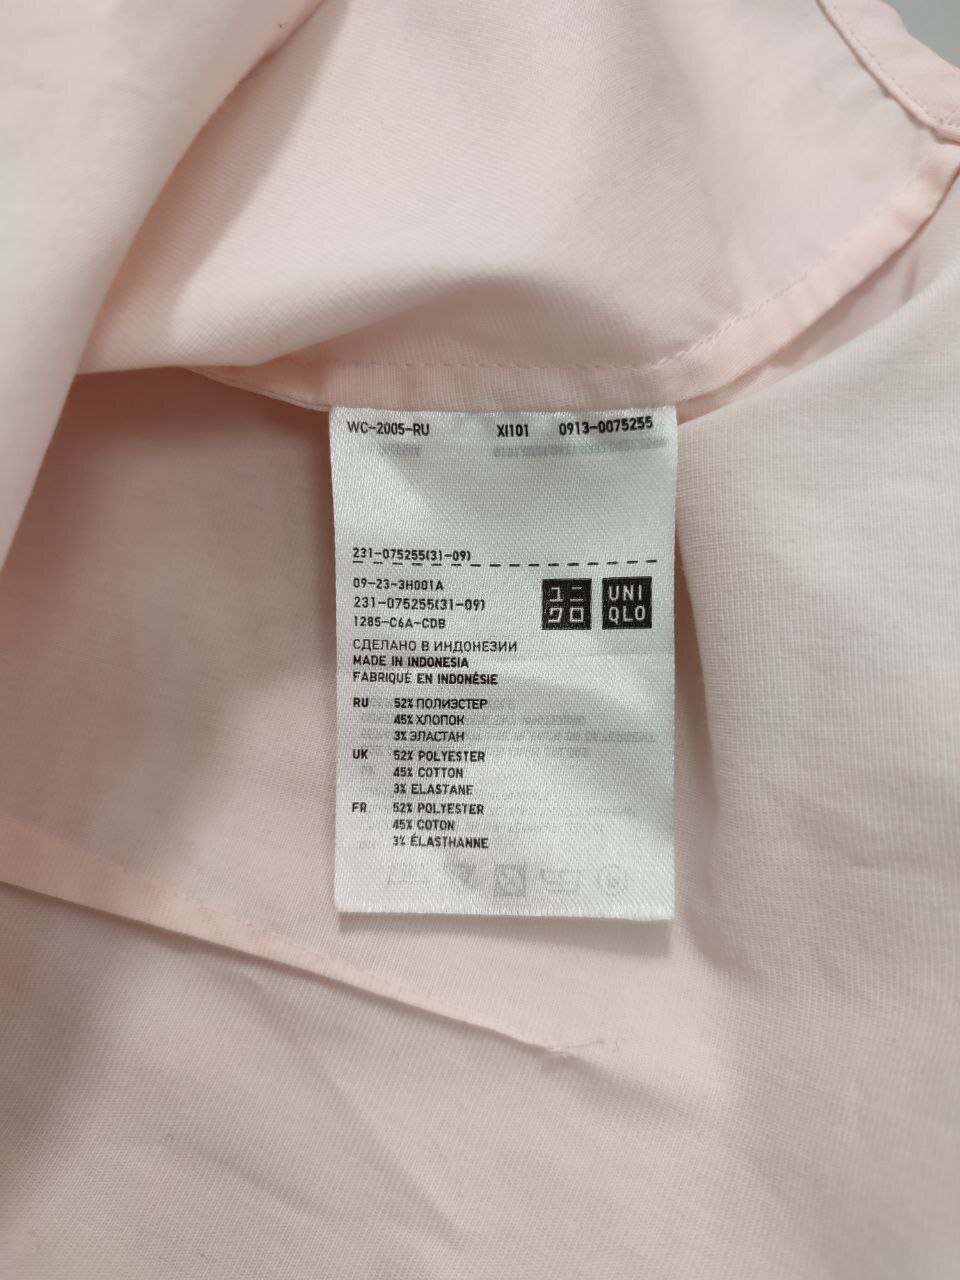 WC-2005-RU XI101 0913-0075255
231-075255(31-09)
09-23-3H001A
231-075255(31-09)
1285-C6A-CDB
ユニ
クロ
UNI
QLO
СДЕЛАНО В ИНДОНЕЗИИ
MADE IN INDONESIA
FABRIQUÉ EN INDONÉSIE
RU 52% ПОЛИЭСТЕР
45% ХЛОПОК
3% ЭЛАСТАН
UK 52% POLYESTER
45% COTTON
3% ELASTANE
FR 52% POLYESTER
45% COTON
3% ÉLASTHANNE